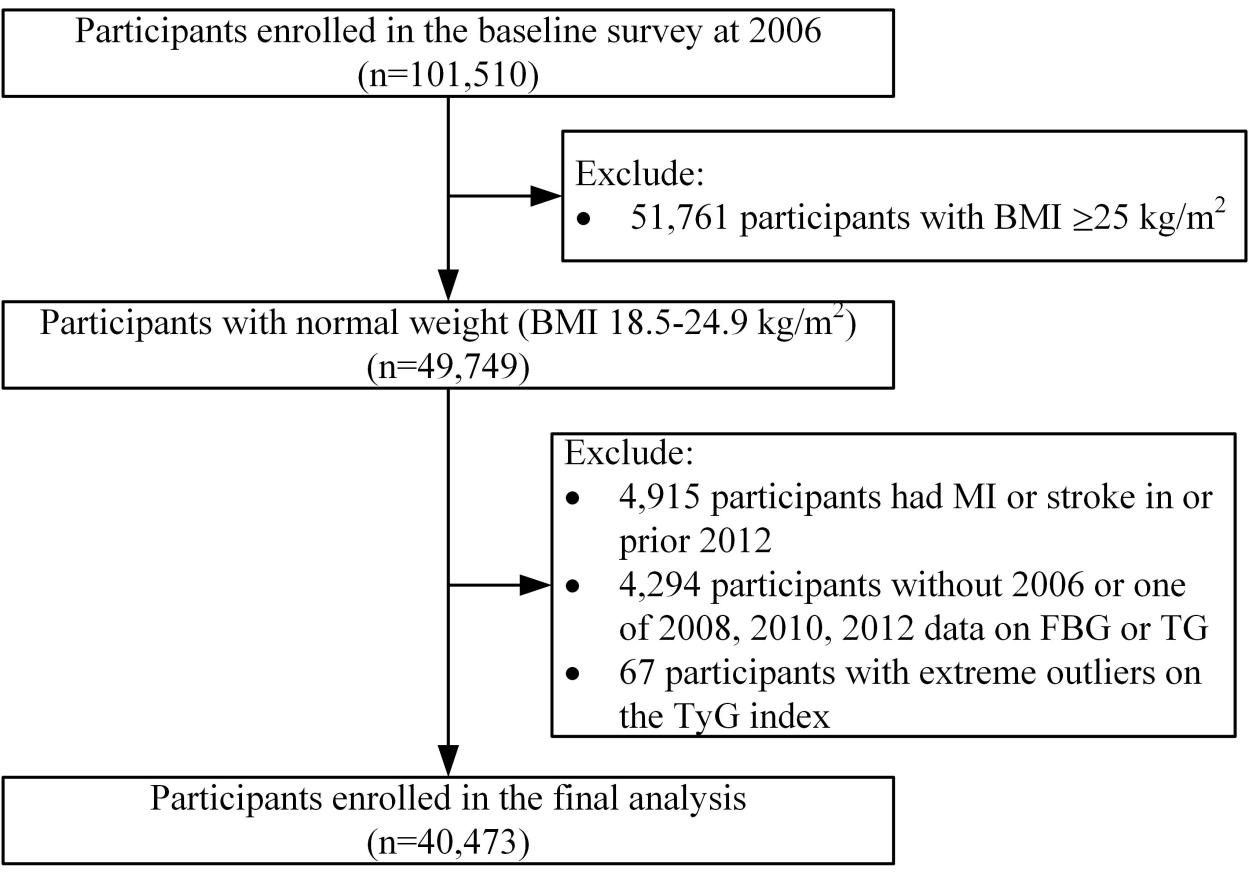 Participants enrolled in the baseline survey at 2006
(n=101,510)
Exclude:
• 51,761 participants with BMI ≥25 kg/m²
Participants with normal weight (BMI 18.5-24.9 kg/m²)
(n=49,749)
Exclude:
• 4,915 participants had MI or stroke in or
prior 2012
• 4,294 participants without 2006 or one
of 2008, 2010, 2012 data on FBG or TG
• 67 participants with extreme outliers on
the TyG index
Participants enrolled in the final analysis
(n=40,473)